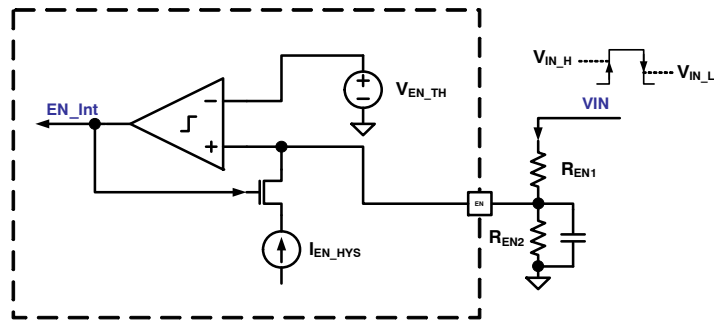 V_IN_H
V_IN_L
EN_Int
V_EN_TH
VIN
R_EN1
EN
R_EN2
I_EN_HYS